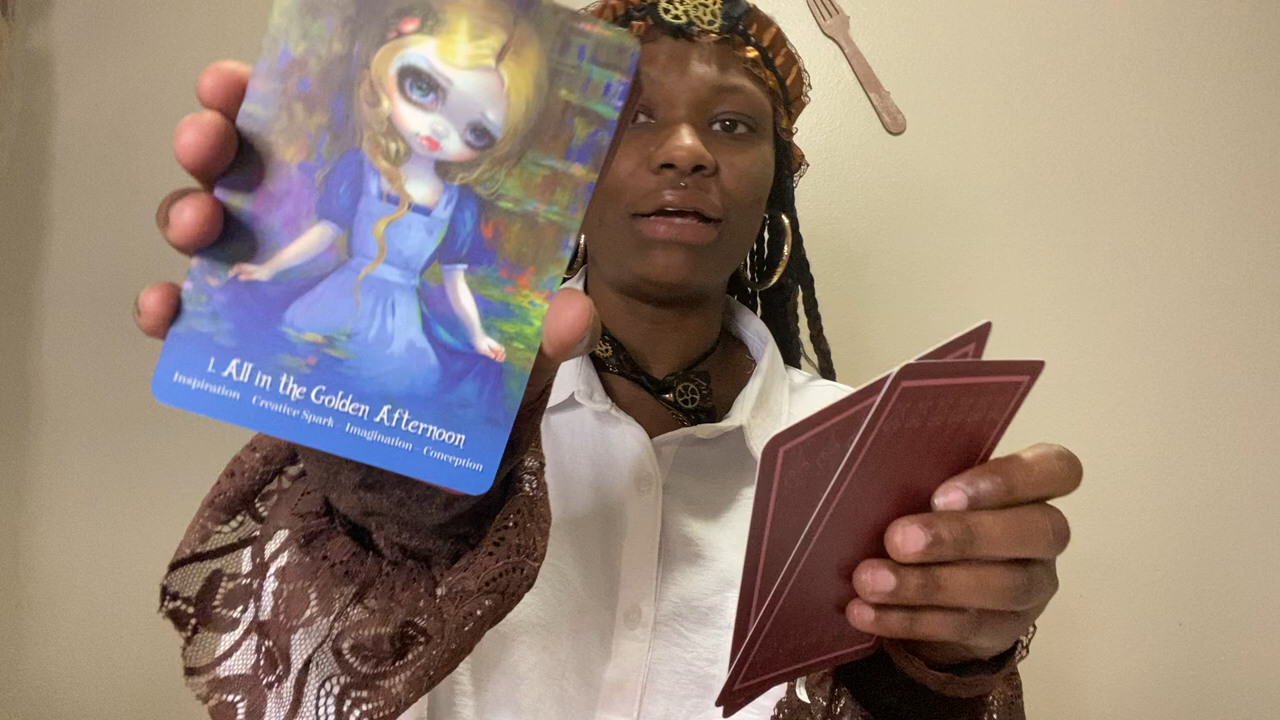 1. All in the Golden Afternoon
Inspiration - Creative Spark - Imagination - Conception